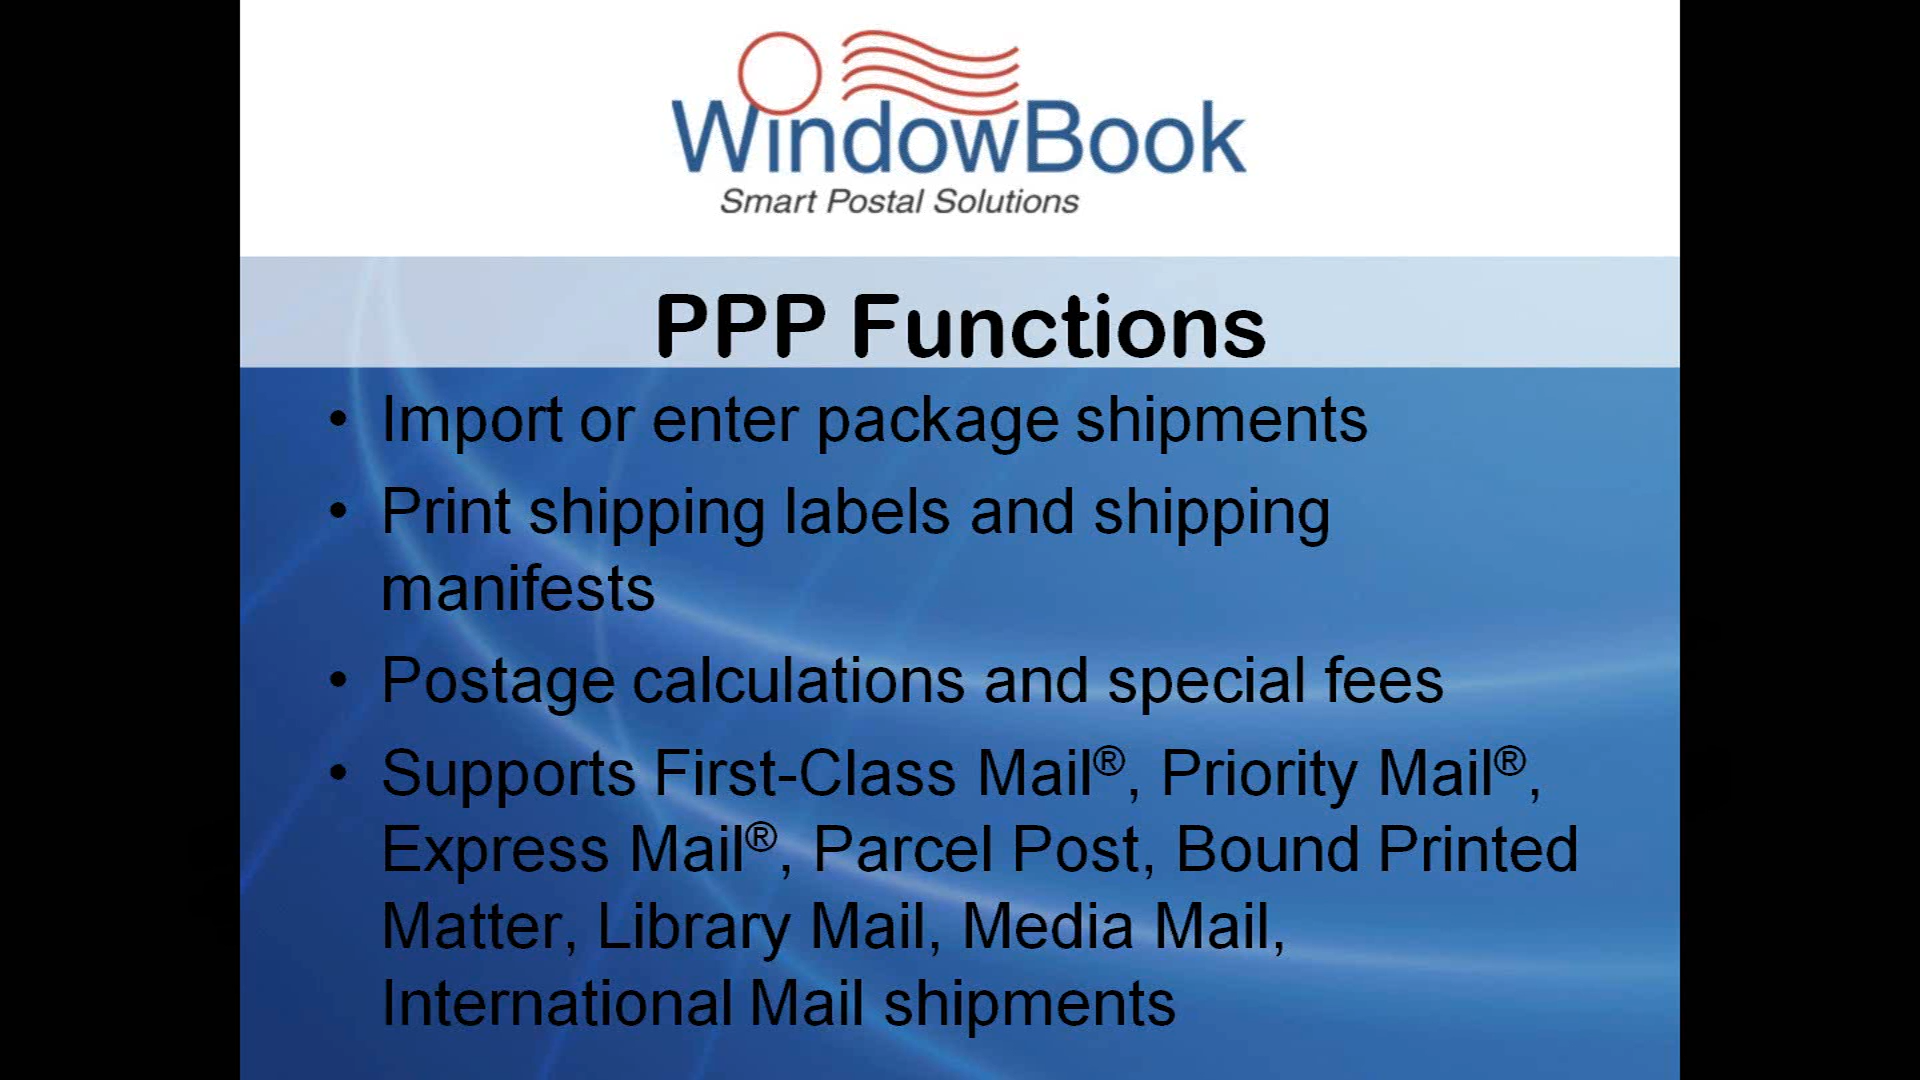 WindowBook
Smart Postal Solutions
PPP Functions
• Import or enter package shipments
• Print shipping labels and shipping
manifests
• Postage calculations and special fees
• Supports First-Class Mail®, Priority Mail®,
Express Mail®, Parcel Post, Bound Printed
Matter, Library Mail, Media Mail,
International Mail shipments